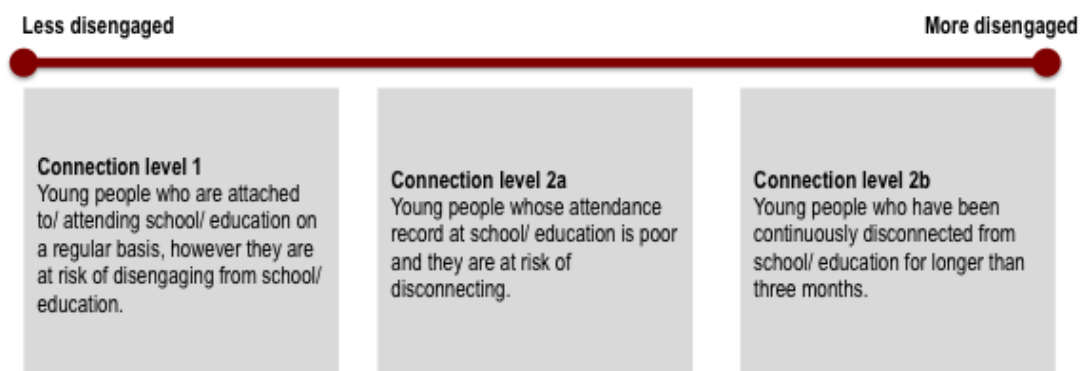 Less disengaged
More disengaged
Connection level 1
Young people who are attached
to/ attending school/ education on
a regular basis, however they are
at risk of disengaging from school/
education.
Connection level 2a
Young people whose attendance
record at school/ education is poor
and they are at risk of
disconnecting.
Connection level 2b
Young people who have been
continuously disconnected from
school/ education for longer than
three months.